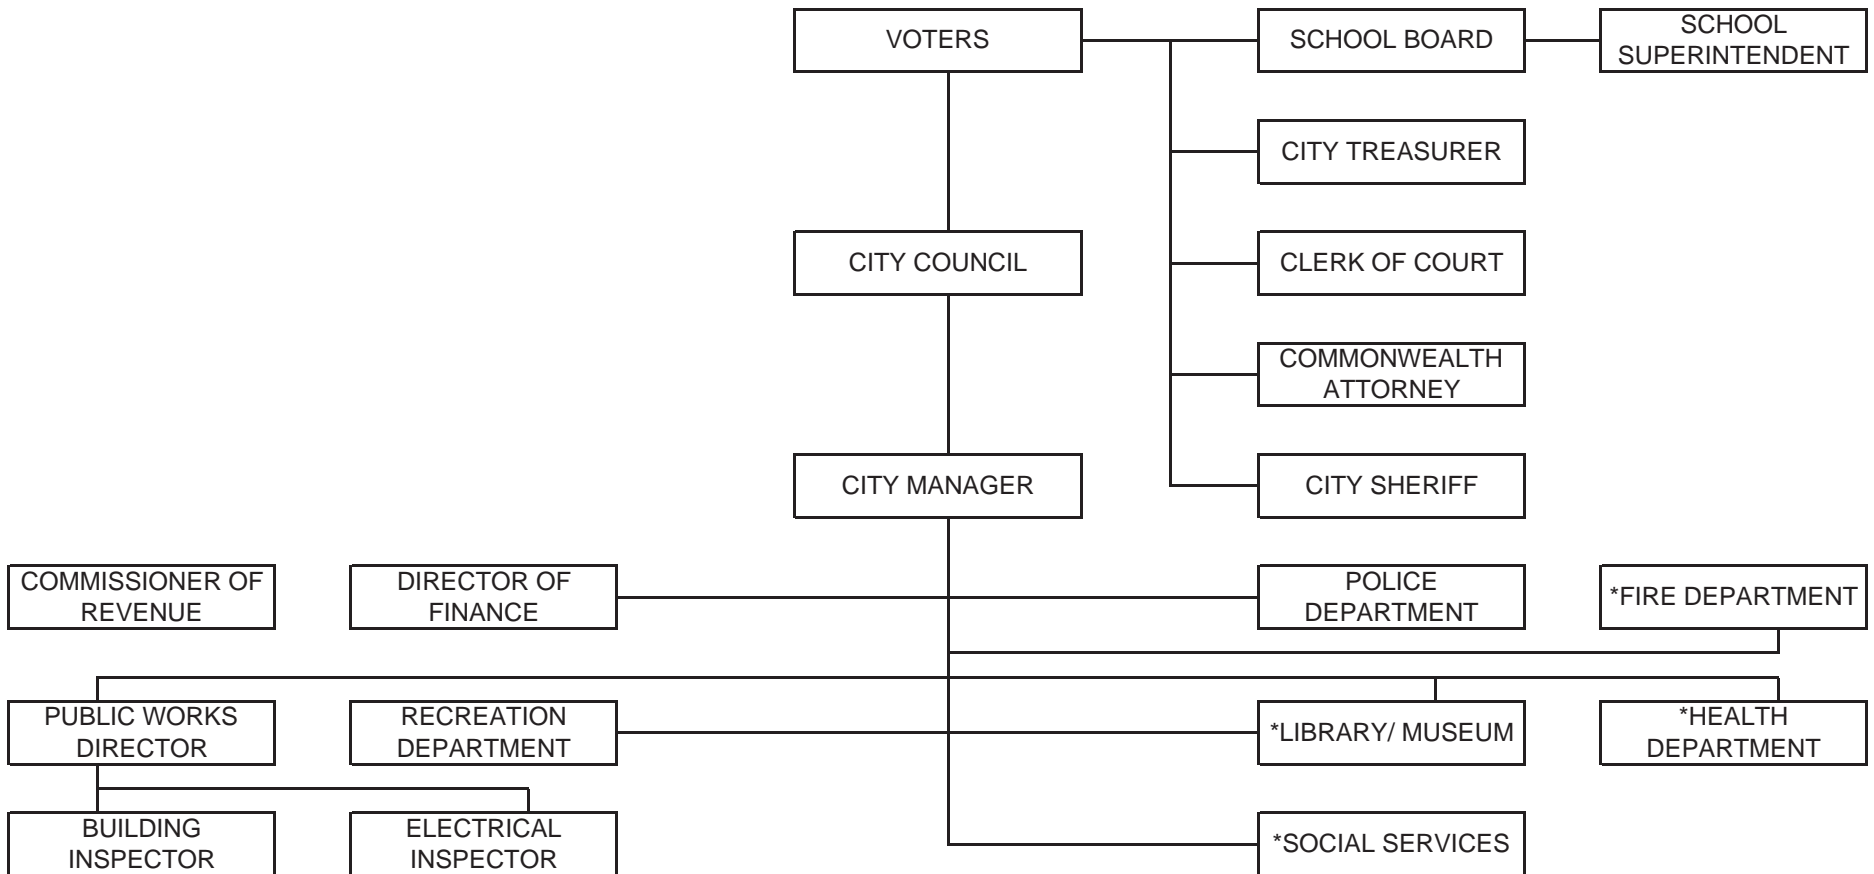 VOTERS
SCHOOL BOARD
SCHOOL
SUPERINTENDENT
CITY TREASURER
CITY COUNCIL
CLERK OF COURT
COMMONWEALTH
ATTORNEY
CITY MANAGER
CITY SHERIFF
COMMISSIONER OF
REVENUE
DIRECTOR OF
FINANCE
POLICE
DEPARTMENT
*FIRE DEPARTMENT
PUBLIC WORKS
DIRECTOR
RECREATION
DEPARTMENT
*LIBRARY/ MUSEUM
*HEALTH
DEPARTMENT
BUILDING
INSPECTOR
ELECTRICAL
INSPECTOR
*SOCIAL SERVICES